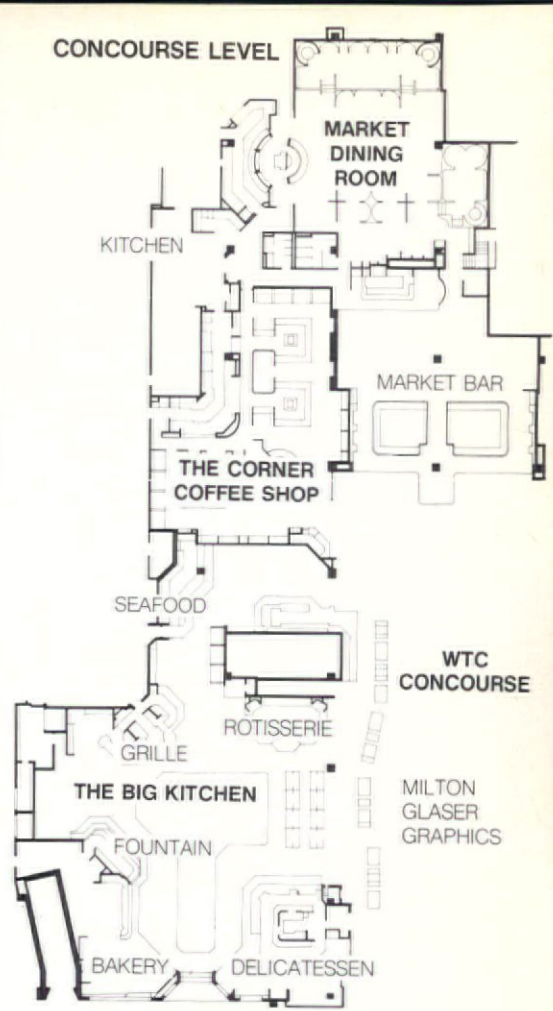 CONCOURSE LEVEL
MARKET
DINING
ROOM
KITCHEN
MARKET BAR
THE CORNER
COFFEE SHOP
SEAFOOD
WTC
CONCOURSE
ROTISSERIE
GRILLE
THE BIG KITCHEN
MILTON
GLASER
GRAPHICS
FOUNTAIN
BAKERY
DELICATESSEN